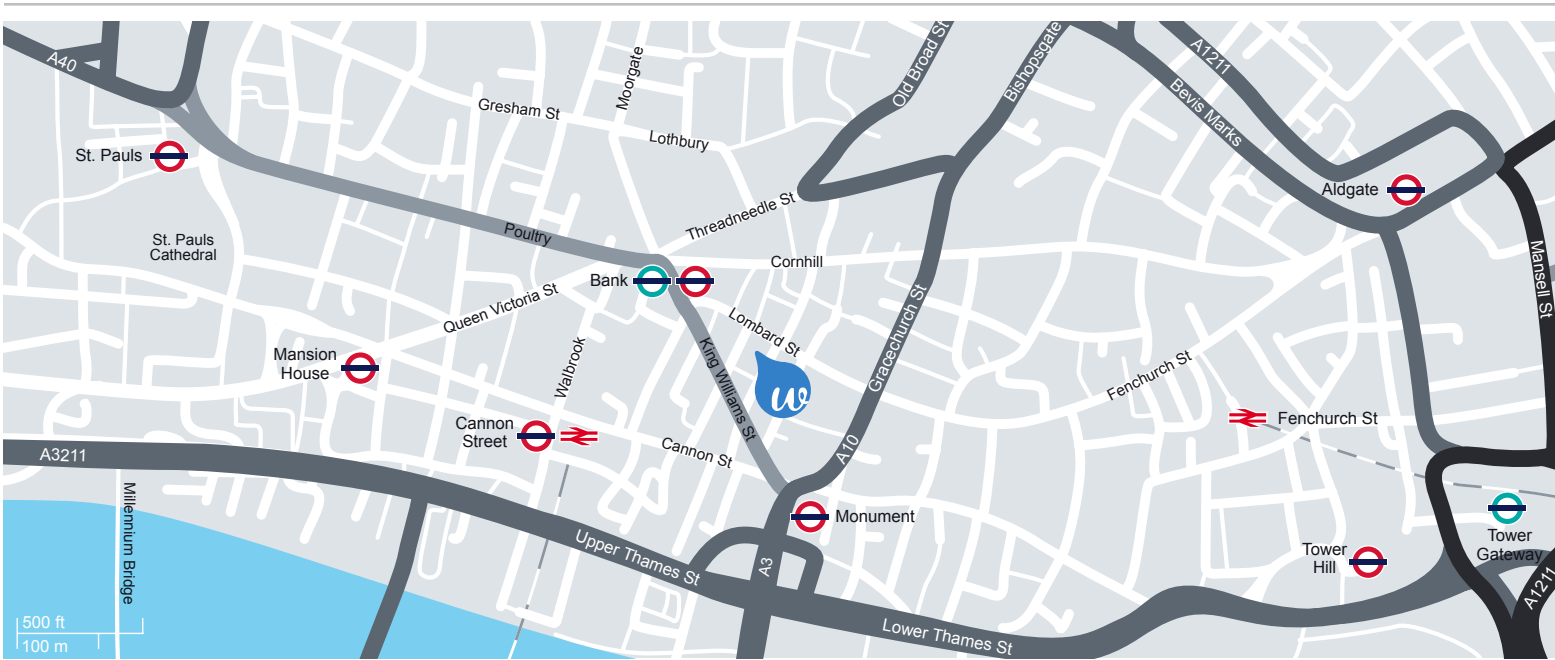 A40
Moorgate
Old Broad St
Bishopsgate
A1211
Gresham St
Bevis Marks
Lothbury
St. Pauls
Aldgate
Threadneedle St
St. Pauls
Cathedral
Poultry
Cornhill
Mansell St
Bank
Queen Victoria St
Lombard St
Gracechurch St
Mansion
House
Walbrook
King Williams St
w
Fenchurch St
Fenchurch St
Cannon
Street
Cannon St
A10
A3211
Millennium Bridge
Monument
Upper Thames St
A3
Tower
Hill
Tower
Gateway
A1211
Lower Thames St
500 ft
100 m